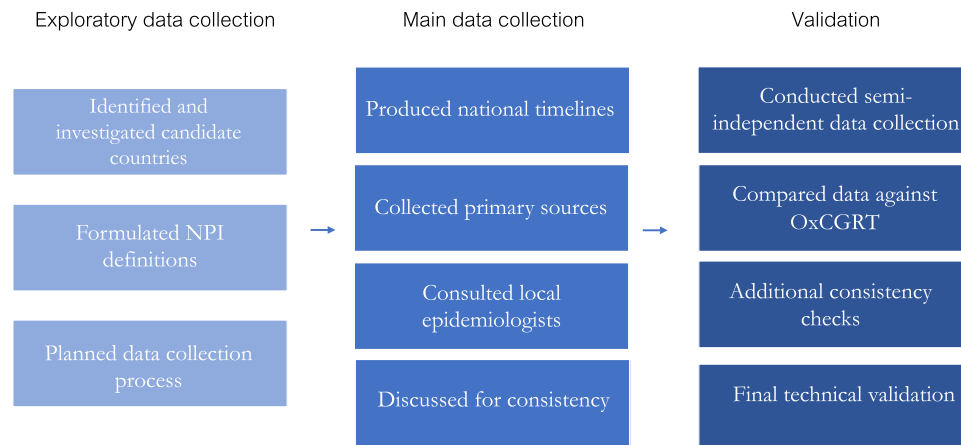 Exploratory data collection
Identified and
investigated candidate
countries
Formulated NPI
definitions
Planned data collection
process
Main data collection
Produced national timelines
Collected primary sources
Consulted local
epidemiologists
Discussed for consistency
Validation
Conducted semi-
independent data collection
Compared data against
OxCGRT
Additional consistency
checks
Final technical validation